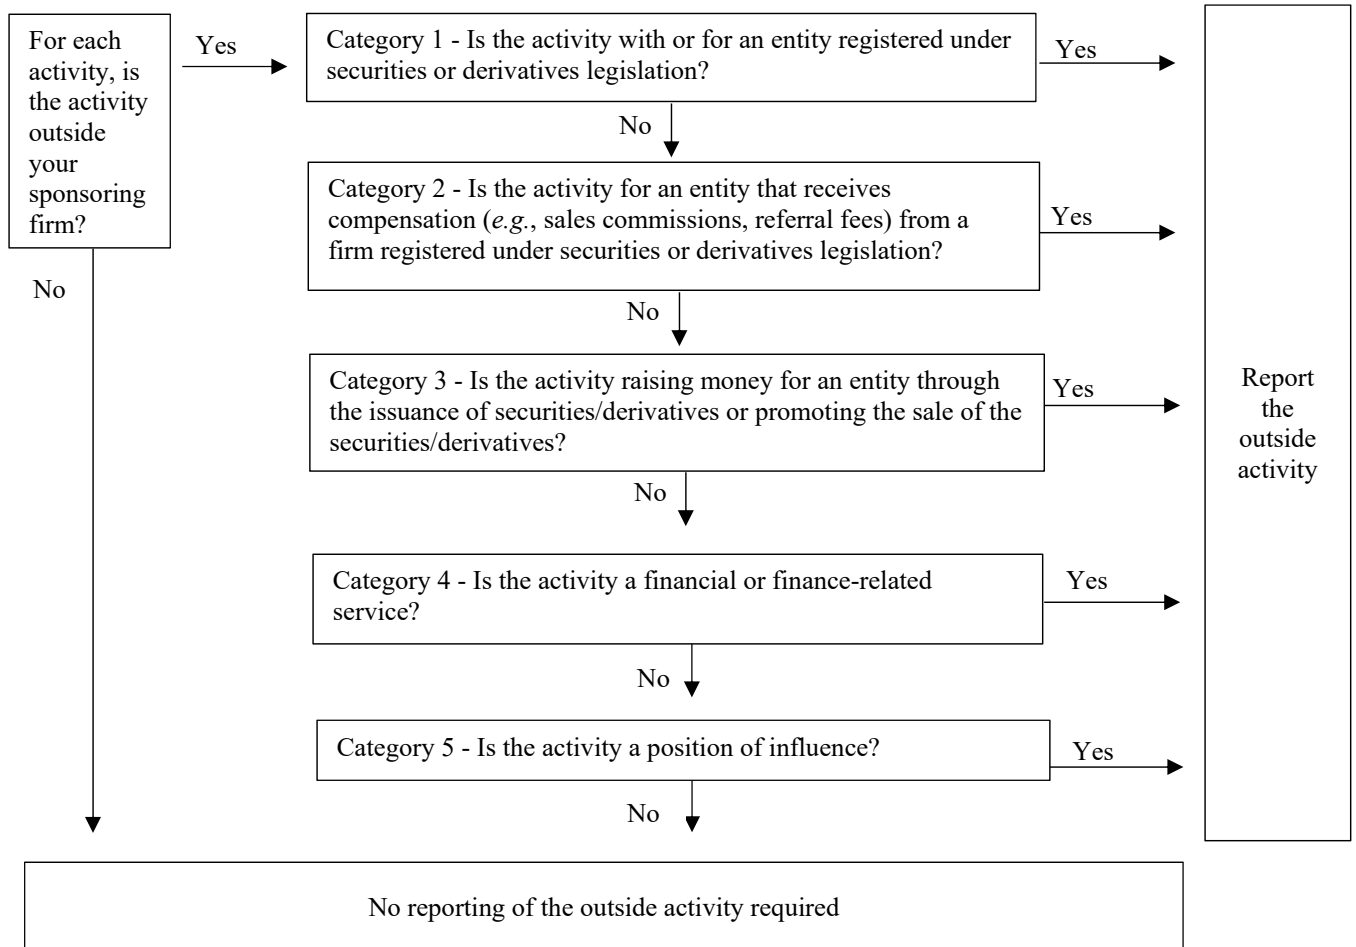 For each
activity, is
the activity
outside
your
sponsoring
firm?
Yes
No
Category 1 - Is the activity with or for an entity registered under
securities or derivatives legislation?
Yes
No
Category 2 - Is the activity for an entity that receives
compensation (e.g., sales commissions, referral fees) from a
firm registered under securities or derivatives legislation?
Yes
No
Category 3 - Is the activity raising money for an entity through
the issuance of securities/derivatives or promoting the sale of the
securities/derivatives?
Yes
No
Category 4 - Is the activity a financial or finance-related
service?
Yes
No
Category 5 - Is the activity a position of influence?
Yes
No
Report
the
outside
activity
No reporting of the outside activity required